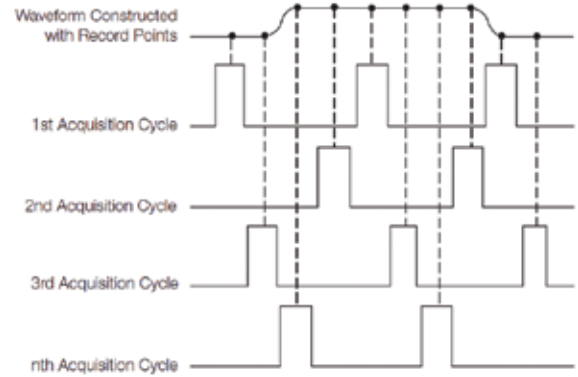 Waveform Constructed
with Record Points
1st Acquisition Cycle
2nd Acquisition Cycle
3rd Acquisition Cycle
nth Acquisition Cycle